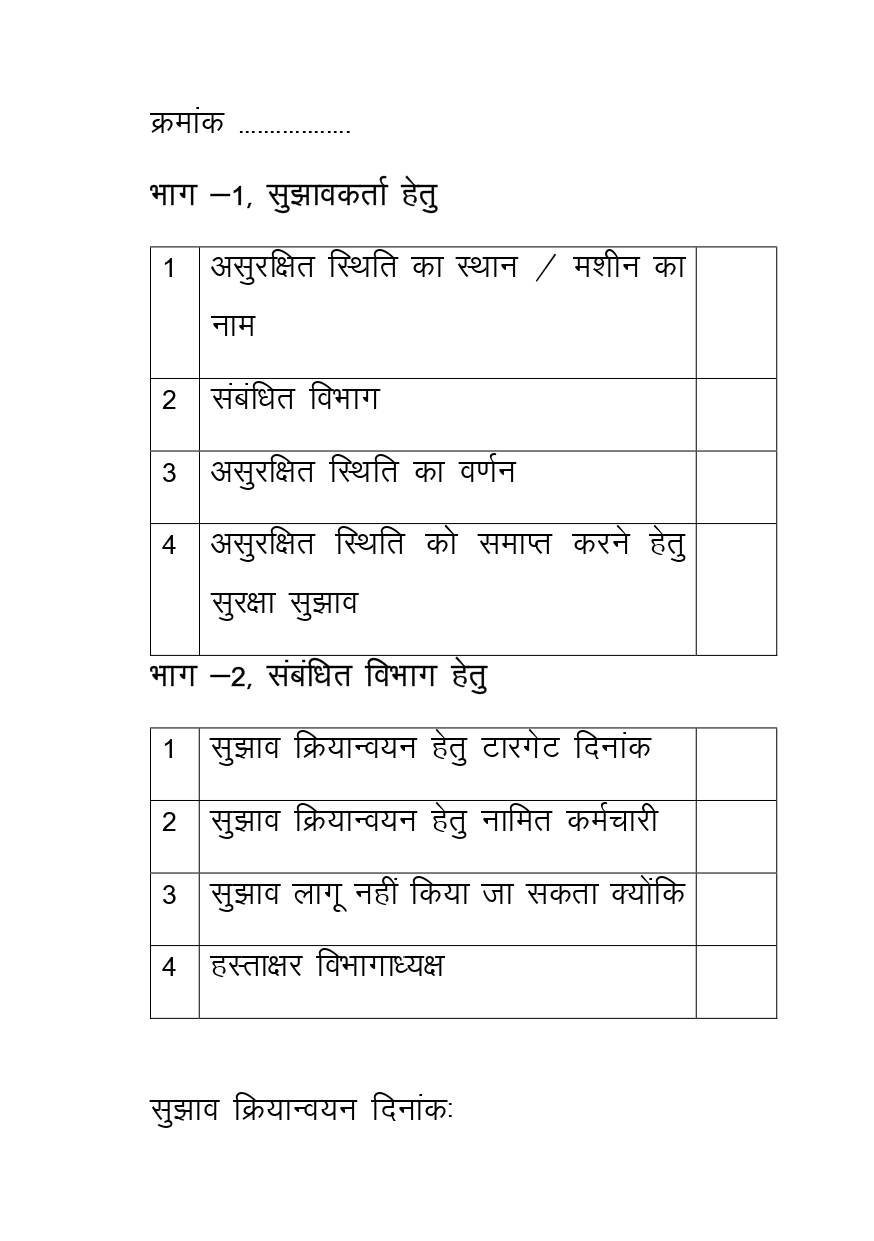 क्रमांक ..................
भाग –1, सुझावकर्ता हेतु
1 असुरक्षित स्थिति का स्थान / मशीन का
नाम
2 संबंधित विभाग
3 असुरक्षित स्थिति का वर्णन
4 असुरक्षित स्थिति को समाप्त करने हेतु
सुरक्षा सुझाव
भाग –2, संबंधित विभाग हेतु
1 सुझाव क्रियान्वयन हेतु टारगेट दिनांक
2 सुझाव क्रियान्वयन हेतु नामित कर्मचारी
3 सुझाव लागू नहीं किया जा सकता क्योंकि
4 हस्ताक्षर विभागाध्यक्ष
सुझाव क्रियान्वयन दिनांक: